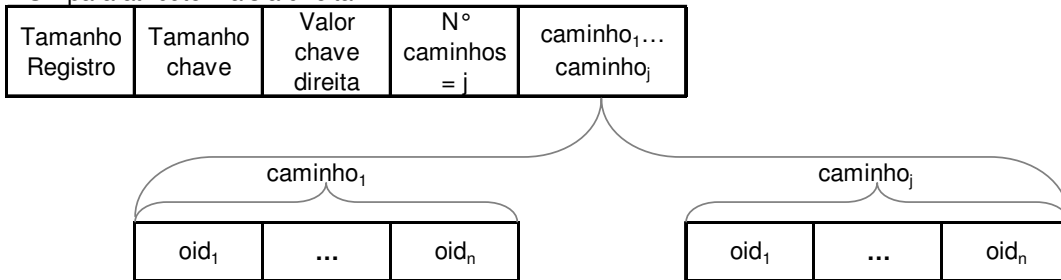 Tamanho Registro
Tamanho chave
Valor chave direita
N° caminhos = j
caminho₁... caminhoⱼ
caminho₁
caminhoⱼ
oid₁
...
oidₙ
oid₁
...
oidₙ